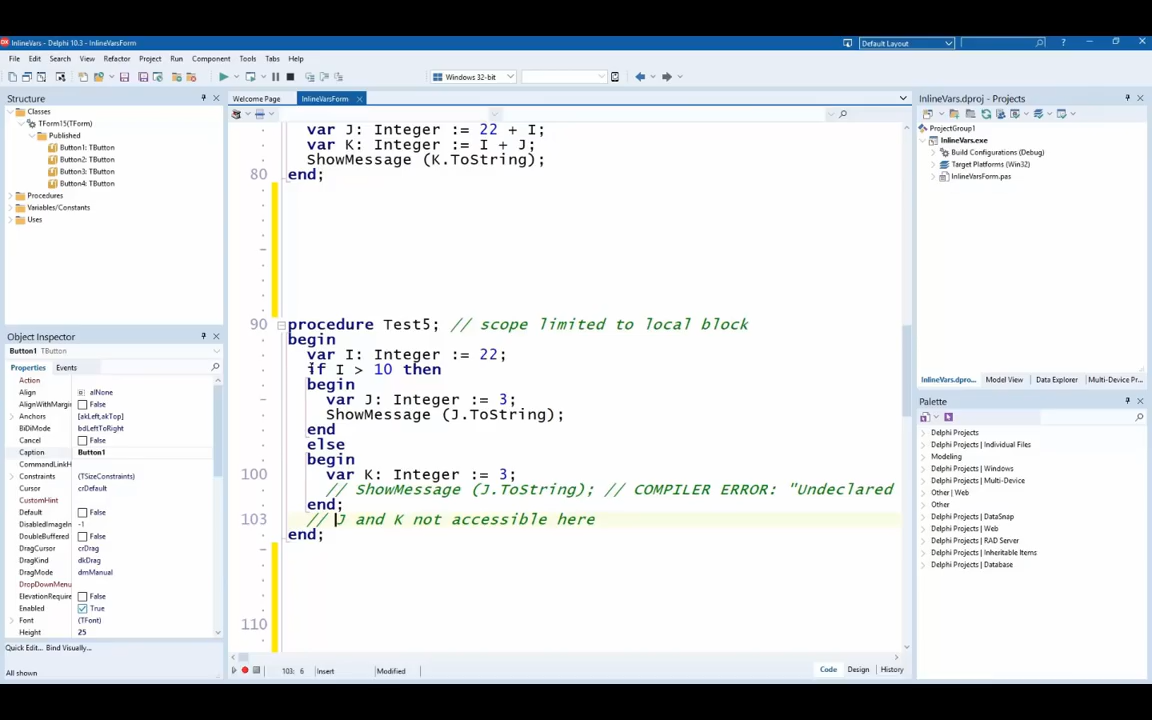 InlineVars - Delphi 10.3 - InlineVarsForm
Default Layout
File Edit Search View Refactor Project Run Component Tools Tabs Help
Windows 32-bit
Structure
Classes
TForm15(TForm)
Published
Button1: TButton
Button2: TButton
Button3: TButton
Button4: TButton
Procedures
Variables/Constants
Uses
Object Inspector
Button1 TButton
Properties Events
Action
Align alNone
AlignWithMargin False
Anchors [akLeft,akTop]
BiDiMode bdLeftToRight
Cancel False
Caption Button1
CommandLinkH
Constraints (TSizeConstraints)
Cursor crDefault
CustomHint
Default False
DisabledImageIn -1
DoubleBuffered False
DragCursor crDrag
DragKind dkDrag
DragMode dmManual
DropDownMenu
ElevationRequire False
Enabled True
Font (TFont)
Height 25
Quick Edit... Bind Visually...
All shown
Welcome Page InlineVarsForm
var J: Integer := 22 + I;
var K: Integer := I + J;
ShowMessage (K.ToString);
80 end;
90 procedure Test5; // scope limited to local block
begin
var I: Integer := 22;
if I > 10 then
begin
var J: Integer := 3;
ShowMessage (J.ToString);
end
else
begin
100 var K: Integer := 3;
// ShowMessage (J.ToString); // COMPILER ERROR: "Undeclared
end;
103 // J and K not accessible here
end;
110
103: 6 Insert Modified
Code Design History
InlineVars.dproj - Projects
ProjectGroup1
InlineVars.exe
Build Configurations (Debug)
Target Platforms (Win32)
InlineVarsForm.pas
InlineVars.dpro... Model View Data Explorer Multi-Device Pr...
Palette
Delphi Projects
Delphi Projects | Individual Files
Modeling
Delphi Projects | Windows
Delphi Projects | Multi-Device
Other | Web
Other
Delphi Projects | DataSnap
Delphi Projects | Web
Delphi Projects | RAD Server
Delphi Projects | Inheritable Items
Delphi Projects | Database